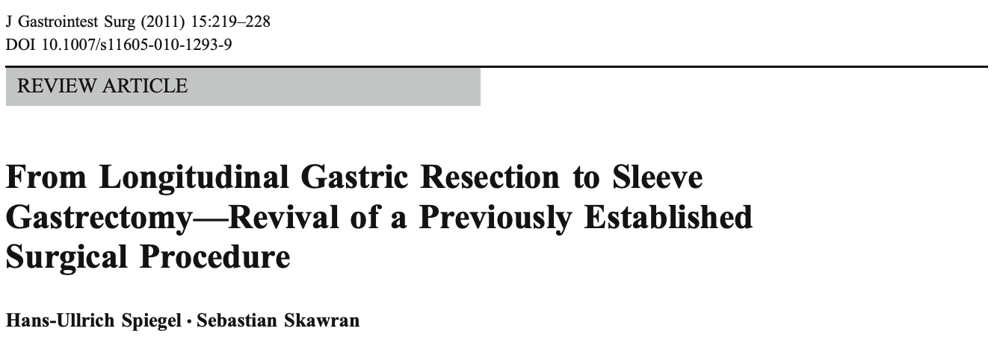 J Gastrointest Surg (2011) 15:219–228
DOI 10.1007/s11605-010-1293-9
REVIEW ARTICLE
From Longitudinal Gastric Resection to Sleeve
Gastrectomy—Revival of a Previously Established
Surgical Procedure
Hans-Ullrich Spiegel · Sebastian Skawran